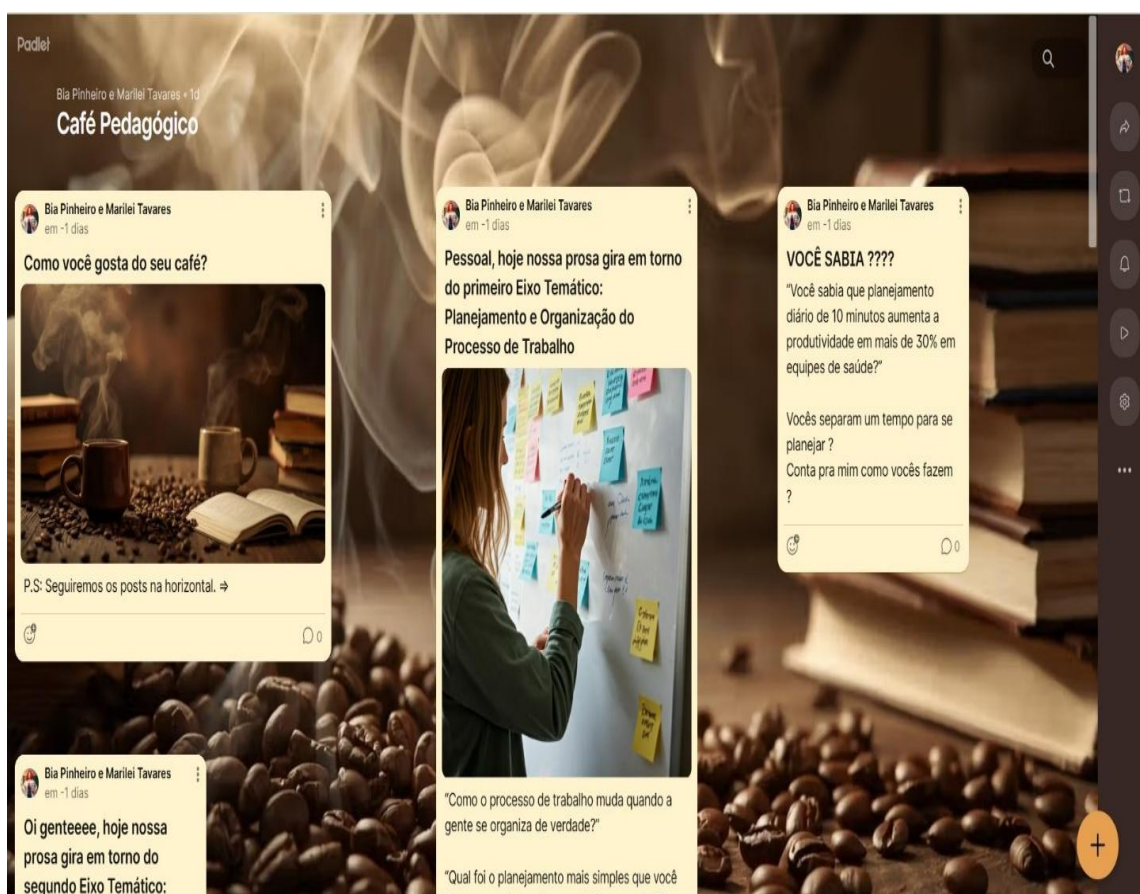 Padlet
Bia Pinheiro e Marilei Tavares • 1d
Café Pedagógico
Bia Pinheiro e Marilei Tavares
em -1 dias
Como você gosta do seu café?
P.S: Seguiremos os posts na horizontal. ⇒
0
Bia Pinheiro e Marilei Tavares
em -1 dias
Oi genteeee, hoje nossa
prosa gira em torno do
segundo Eixo Temático:
Bia Pinheiro e Marilei Tavares
em -1 dias
Pessoal, hoje nossa prosa gira em torno
do primeiro Eixo Temático:
Planejamento e Organização do
Processo de Trabalho
"Como o processo de trabalho muda quando a
gente se organiza de verdade?"
"Qual foi o planejamento mais simples que você
Bia Pinheiro e Marilei Tavares
em -1 dias
VOCÊ SABIA ????
"Você sabia que planejamento
diário de 10 minutos aumenta a
produtividade em mais de 30% em
equipes de saúde?"
Vocês separam um tempo para se
planejar ?
Conta pra mim como vocês fazem
?
0